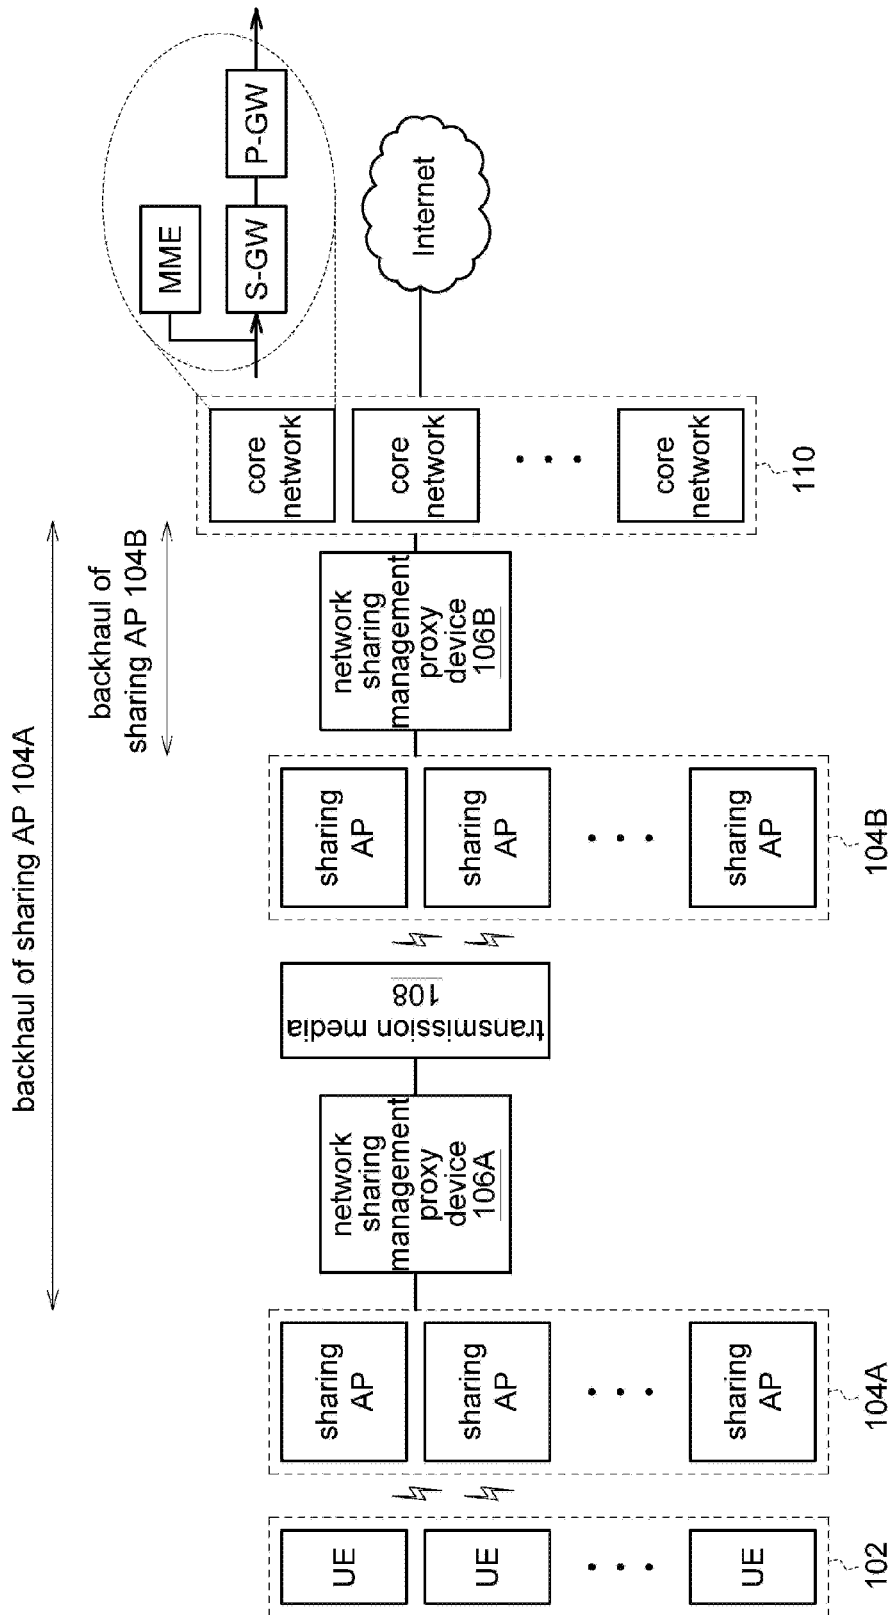 backhaul of sharing AP 104A
backhaul of
sharing AP 104B
UE
UE
UE
102
sharing
AP
sharing
AP
sharing
AP
104A
network
sharing
management
proxy
device
106A
transmission media
108
sharing
AP
sharing
AP
sharing
AP
104B
network
sharing
management
proxy
device
106B
core
network
core
network
core
network
110
MME
S-GW
P-GW
Internet